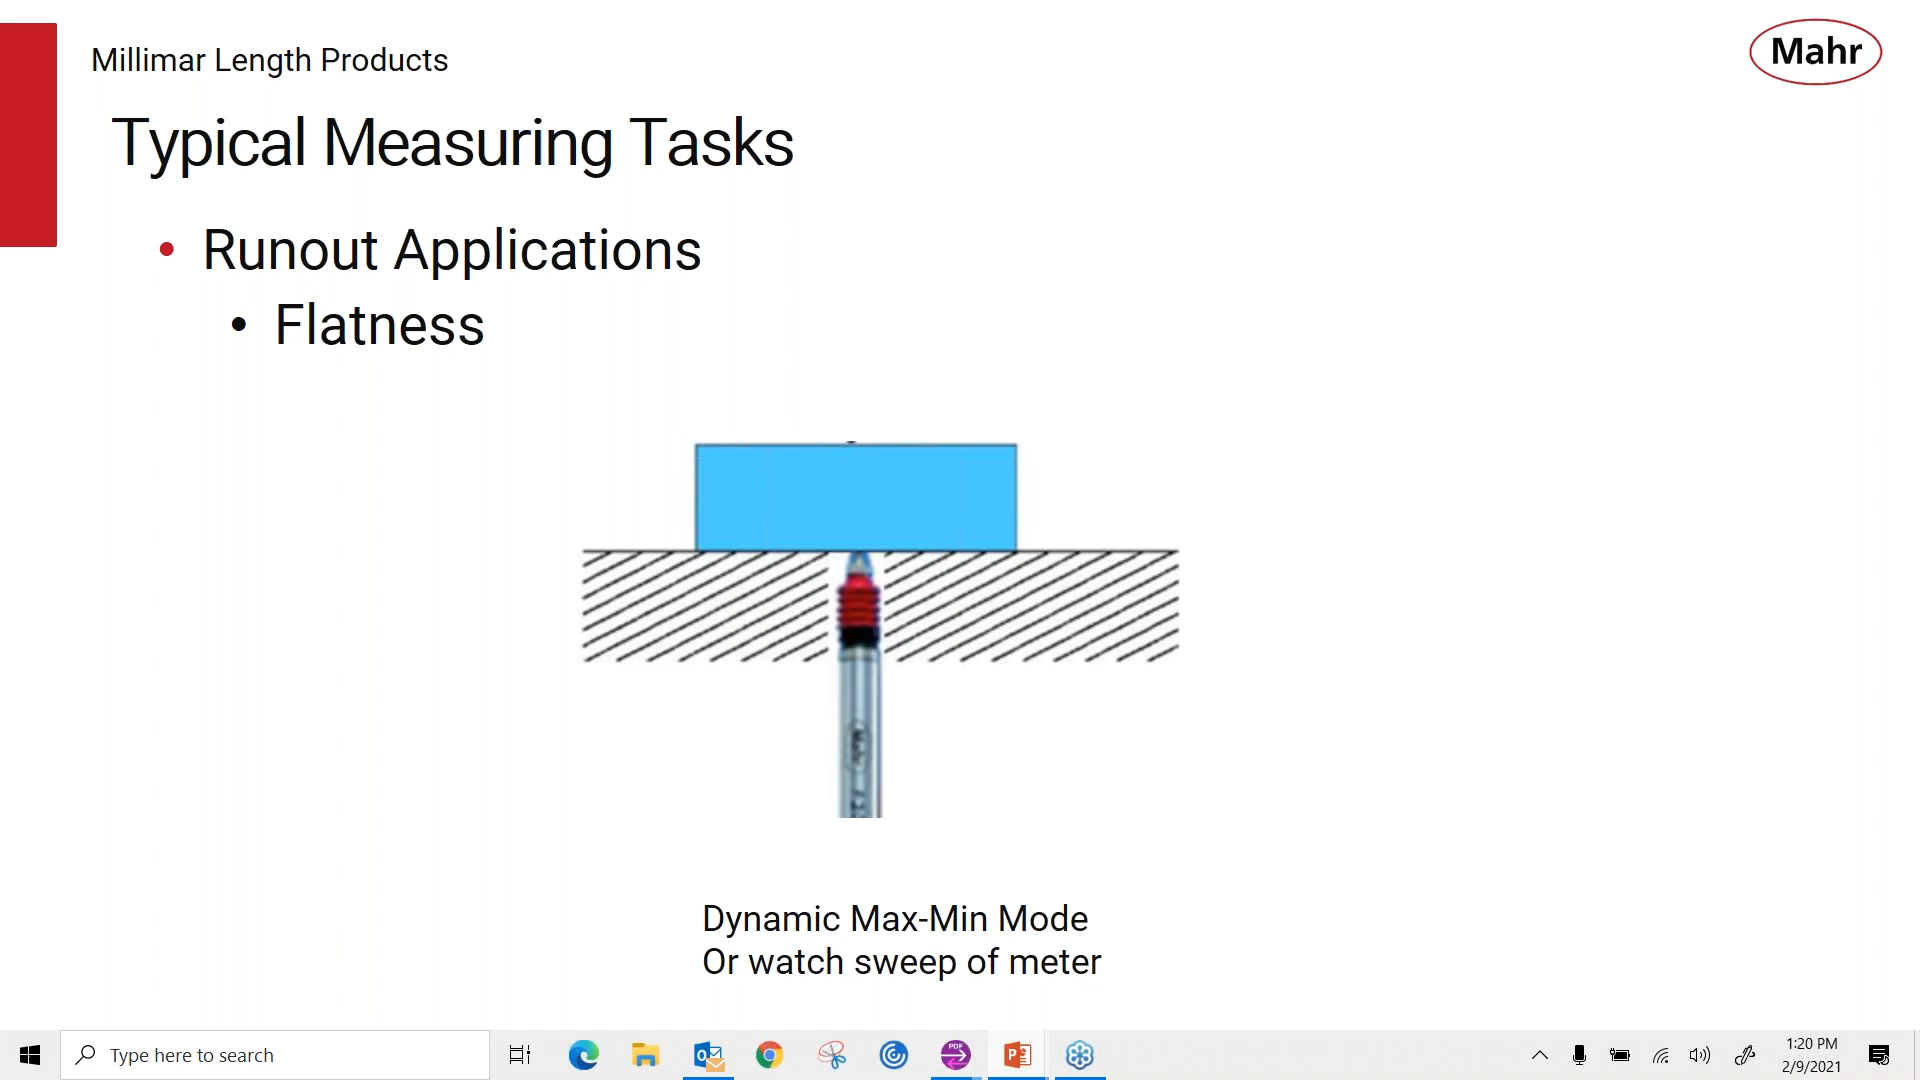 Millimar Length Products
Mahr
Typical Measuring Tasks
• Runout Applications
• Flatness
Dynamic Max-Min Mode
Or watch sweep of meter
Type here to search
PDF
1:20 PM
2/9/2021